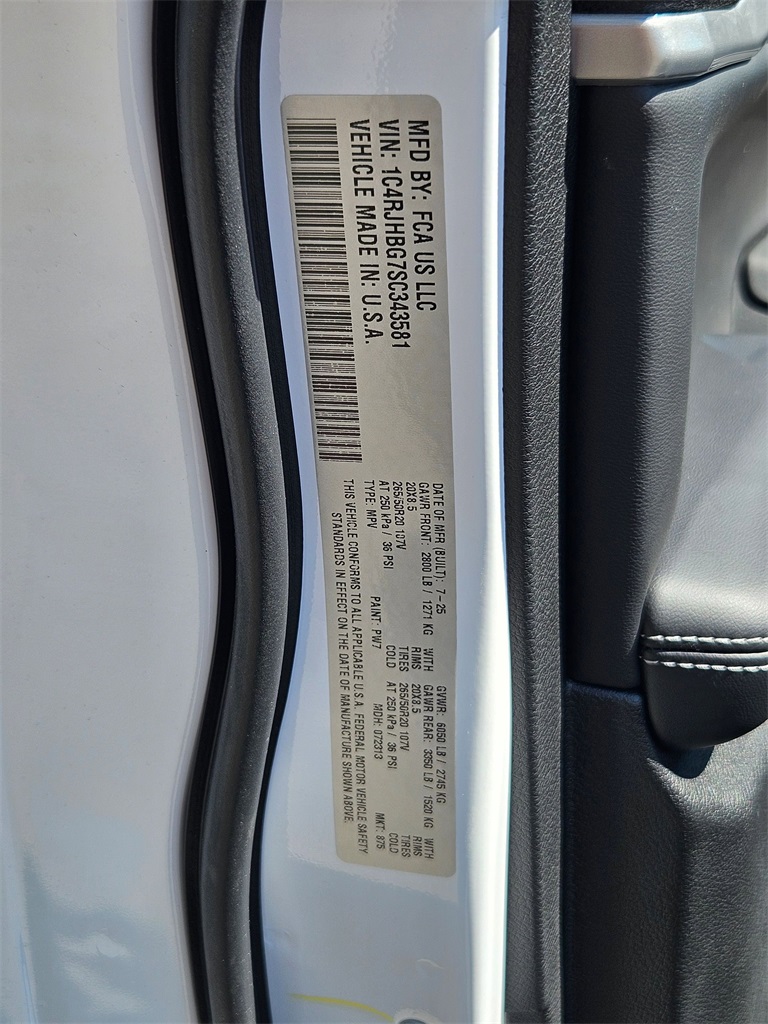 MFD BY: FCA US LLC
VIN: 1C4RJHBG7SC343581
VEHICLE MADE IN: U.S.A.
DATE OF MFR (BUILT): 7-25 GVWR: 6050 LB / 2745 KG
GAWR FRONT: 2800 LB / 1271 KG WITH GAWR REAR: 3350 LB / 1520 KG WITH
20X8.5 RIMS 20X8.5 RIMS
265/50R20 107V TIRES 265/50R20 107V TIRES
AT 250 kPa / 36 PSI COLD AT 250 kPa / 36 PSI COLD
TYPE: MPV PAINT: PW7 MDH: 072313 MKT: 875
THIS VEHICLE CONFORMS TO ALL APPLICABLE U.S.A. FEDERAL MOTOR VEHICLE SAFETY
STANDARDS IN EFFECT ON THE DATE OF MANUFACTURE SHOWN ABOVE.